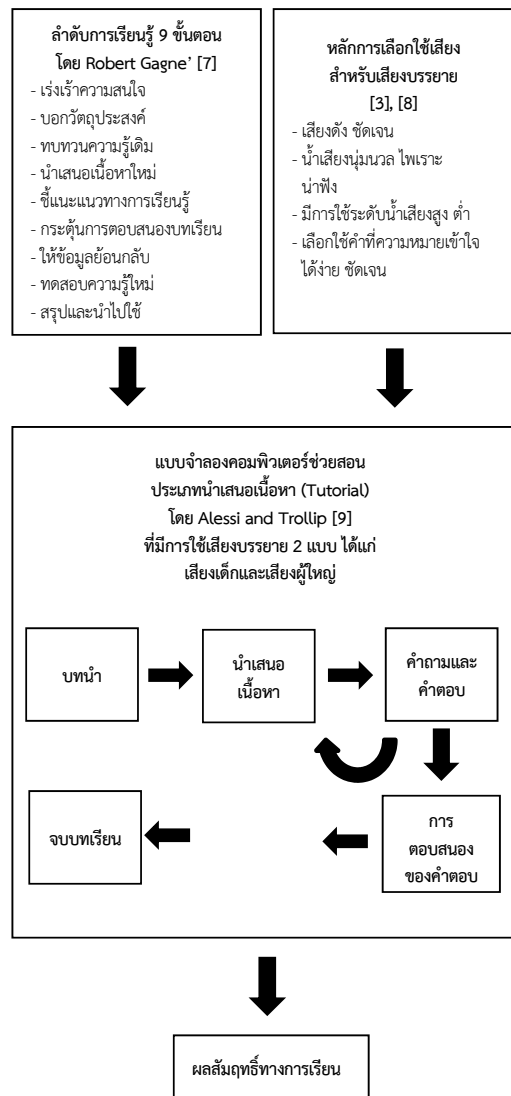 ลำดับการเรียนรู้ 9 ขั้นตอน
โดย Robert Gagne’ [7]
- เร่งเร้าความสนใจ
- บอกวัตถุประสงค์
- ทบทวนความรู้เดิม
- นำเสนอเนื้อหาใหม่
- ชี้แนะแนวทางการเรียนรู้
- กระตุ้นการตอบสนองบทเรียน
- ให้ข้อมูลย้อนกลับ
- ทดสอบความรู้ใหม่
- สรุปและนำไปใช้
หลักการเลือกใช้เสียง
สำหรับเสียงบรรยาย
[3], [8]
- เสียงดัง ชัดเจน
- น้ำเสียงนุ่มนวล ไพเราะ
น่าฟัง
- มีการใช้ระดับน้ำเสียงสูง ต่ำ
- เลือกใช้คำที่ความหมายเข้าใจ
ได้ง่าย ชัดเจน
แบบจำลองคอมพิวเตอร์ช่วยสอน
ประเภทนำเสนอเนื้อหา (Tutorial)
โดย Alessi and Trollip [9]
ที่มีการใช้เสียงบรรยาย 2 แบบ ได้แก่
เสียงเด็กและเสียงผู้ใหญ่
บทนำ
นำเสนอ
เนื้อหา
คำถามและ
คำตอบ
จบบทเรียน
การ
ตอบสนอง
ของคำตอบ
ผลสัมฤทธิ์ทางการเรียน